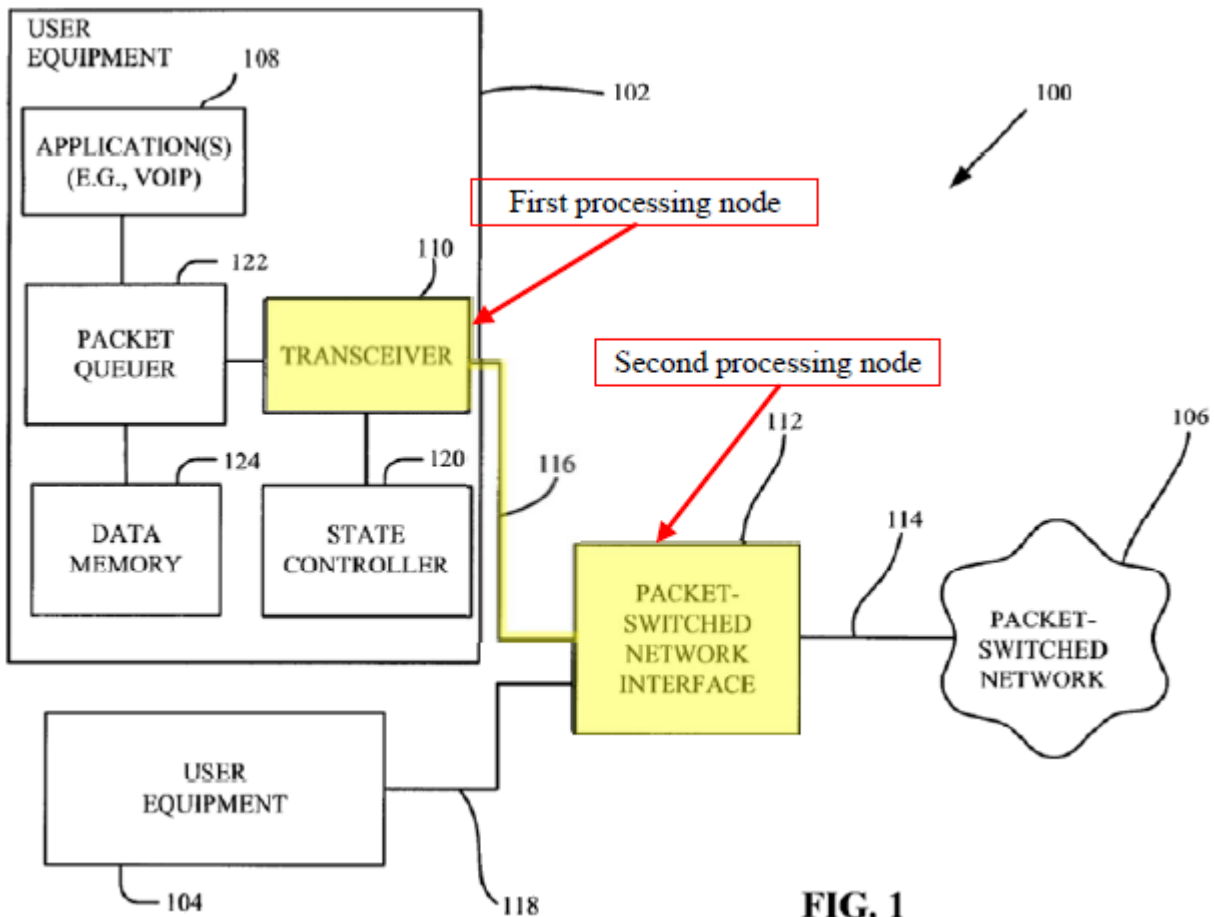 USER
EQUIPMENT
108
102
100
APPLICATION(S)
(E.G., VOIP)
First processing node
122
110
PACKET
QUEUER
TRANSCEIVER
Second processing node
112
106
124
120
116
114
DATA
MEMORY
STATE
CONTROLLER
PACKET-
SWITCHED
NETWORK
INTERFACE
PACKET-
SWITCHED
NETWORK
USER
EQUIPMENT
104
118
FIG. 1